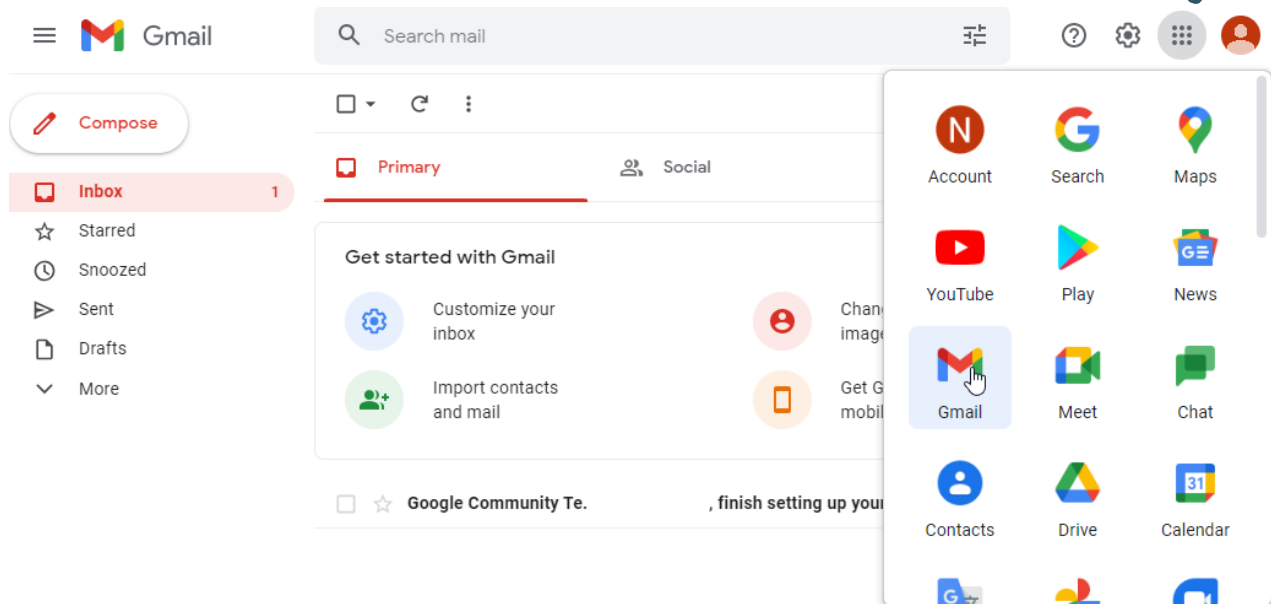 Gmail
Search mail
Compose
Inbox 1
Starred
Snoozed
Sent
Drafts
More
Primary
Social
Get started with Gmail
Customize your
inbox
Import contacts
and mail
Get G
Google Community Te. , finish setting up your
N
Account
Search
Maps
YouTube
Play
GE
News
Gmail
Meet
Chat
Contacts
Drive
31
Calendar
G